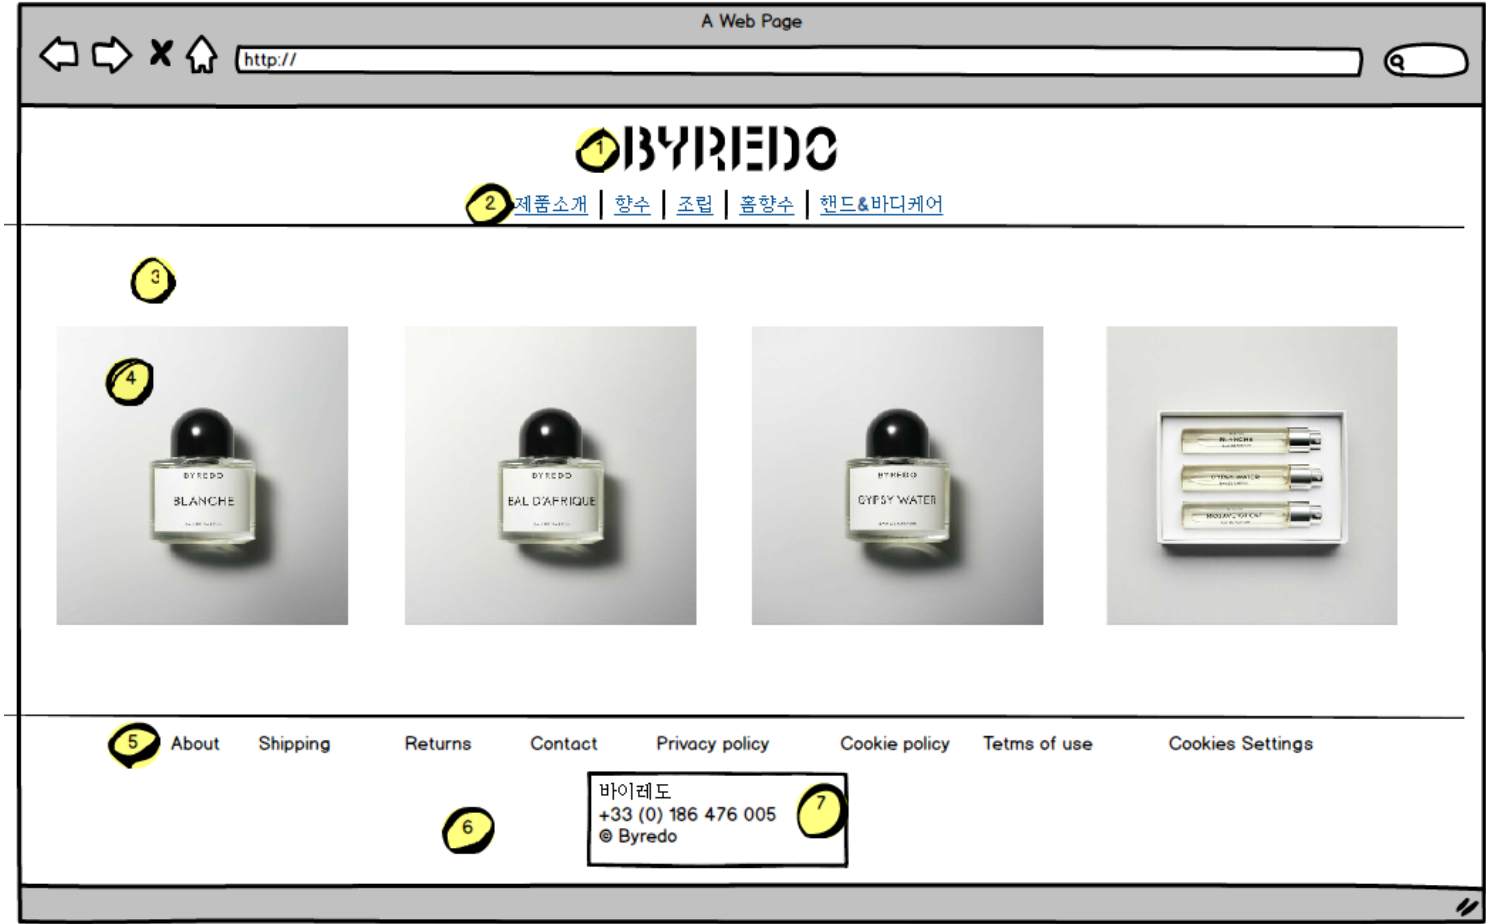 A Web Page
http://
1 BYREDO
2 제품소개 | 향수 | 조립 | 홈향수 | 핸드&바디케어
3
4
BYREDO
BLANCHE
BYREDO
BAL D'AFRIQUE
BYREDO
GYPSY WATER
BLANCHE
GYPSY WATER
5 About Shipping Returns Contact Privacy policy Cookie policy Tetms of use Cookies Settings
바이레도
+33 (0) 186 476 005
© Byredo
6
7